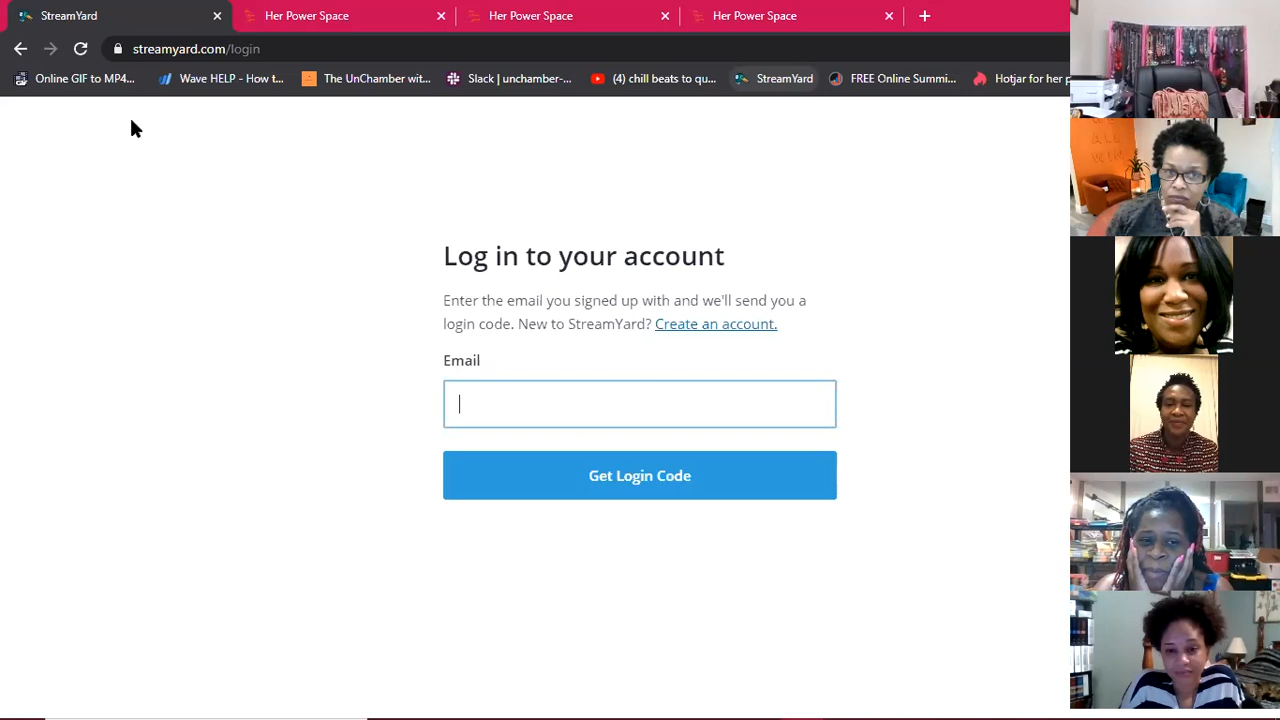 StreamYard
Her Power Space
Her Power Space
Her Power Space
streamyard.com/login
Online GIF to MP4...
Wave HELP - How t...
The UnChamber wit...
Slack | unchamber-...
(4) chill beats to qu...
StreamYard
FREE Online Summi...
Hotjar for her p
Log in to your account
Enter the email you signed up with and we'll send you a
login code. New to StreamYard? Create an account.
Email
Get Login Code